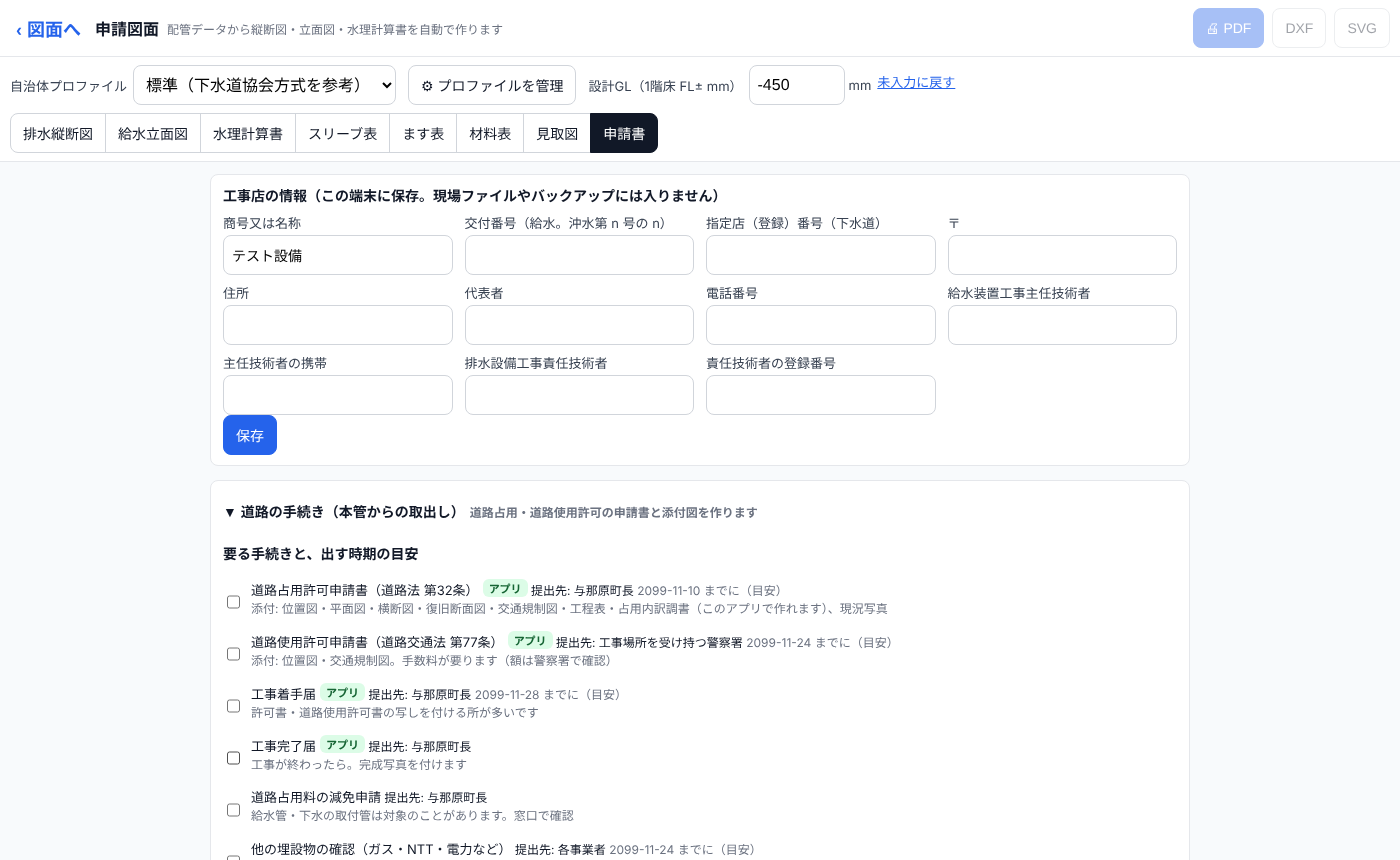 ‹ 図面へ 申請図面 配管データから縦断図・立面図・水理計算書を自動で作ります PDF DXF SVG
自治体プロファイル 標準（下水道協会方式を参考） ⚙ プロファイルを管理 設計GL（1階床 FL± mm） -450 mm 未入力に戻す
排水縦断図 給水立面図 水理計算書 スリーブ表 ます表 材料表 見取図 申請書
工事店の情報（この端末に保存。現場ファイルやバックアップには入りません）
商号又は名称 交付番号（給水。沖水第 n 号の n） 指定店（登録）番号（下水道） 〒
テスト設備
住所 代表者 電話番号 給水装置工事主任技術者
主任技術者の携帯 排水設備工事責任技術者 責任技術者の登録番号
保存
▼ 道路の手続き（本管からの取出し） 道路占用・道路使用許可の申請書と添付図を作ります
要る手続きと、出す時期の目安
道路占用許可申請書（道路法 第32条） アプリ 提出先: 与那原町長 2099-11-10 までに（目安）
添付: 位置図・平面図・横断図・復旧断面図・交通規制図・工程表・占用内訳調書（このアプリで作れます）、現況写真
道路使用許可申請書（道路交通法 第77条） アプリ 提出先: 工事場所を受け持つ警察署 2099-11-24 までに（目安）
添付: 位置図・交通規制図。手数料が要ります（額は警察署で確認）
工事着手届 アプリ 提出先: 与那原町長 2099-11-28 までに（目安）
許可書・道路使用許可書の写しを付ける所が多いです
工事完了届 アプリ 提出先: 与那原町長
工事が終わったら。完成写真を付けます
道路占用料の減免申請 提出先: 与那原町長
給水管・下水の取付管は対象のことがあります。窓口で確認
他の埋設物の確認（ガス・NTT・電力など） 提出先: 各事業者 2099-11-24 までに（目安）